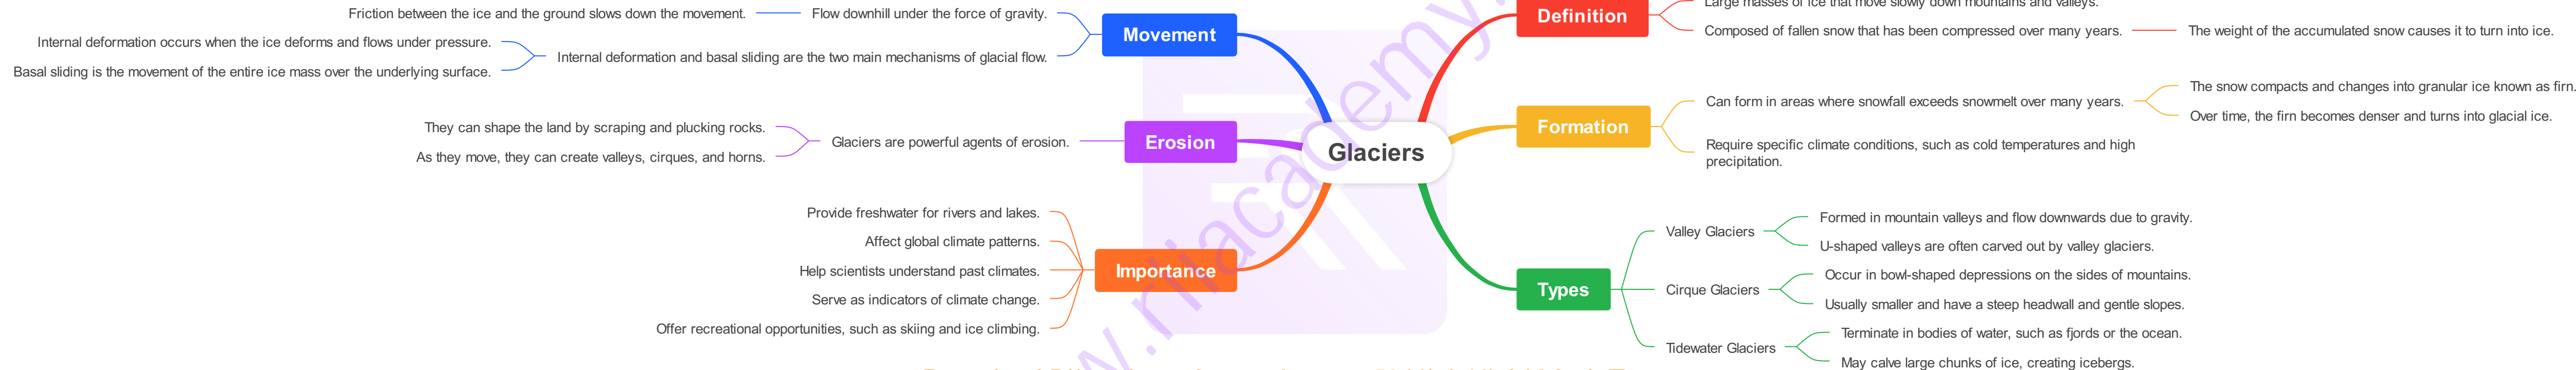 Glaciers
Definition
Large masses of ice that move slowly down mountains and valleys.
Composed of fallen snow that has been compressed over many years.
The weight of the accumulated snow causes it to turn into ice.
Formation
Can form in areas where snowfall exceeds snowmelt over many years.
The snow compacts and changes into granular ice known as firn.
Over time, the firn becomes denser and turns into glacial ice.
Require specific climate conditions, such as cold temperatures and high
precipitation.
Types
Valley Glaciers
Formed in mountain valleys and flow downwards due to gravity.
U-shaped valleys are often carved out by valley glaciers.
Cirque Glaciers
Occur in bowl-shaped depressions on the sides of mountains.
Usually smaller and have a steep headwall and gentle slopes.
Tidewater Glaciers
Terminate in bodies of water, such as fjords or the ocean.
May calve large chunks of ice, creating icebergs.
Movement
Flow downhill under the force of gravity.
Friction between the ice and the ground slows down the movement.
Internal deformation and basal sliding are the two main mechanisms of glacial flow.
Internal deformation occurs when the ice deforms and flows under pressure.
Basal sliding is the movement of the entire ice mass over the underlying surface.
Erosion
Glaciers are powerful agents of erosion.
They can shape the land by scraping and plucking rocks.
As they move, they can create valleys, cirques, and horns.
Importance
Provide freshwater for rivers and lakes.
Affect global climate patterns.
Help scientists understand past climates.
Serve as indicators of climate change.
Offer recreational opportunities, such as skiing and ice climbing.